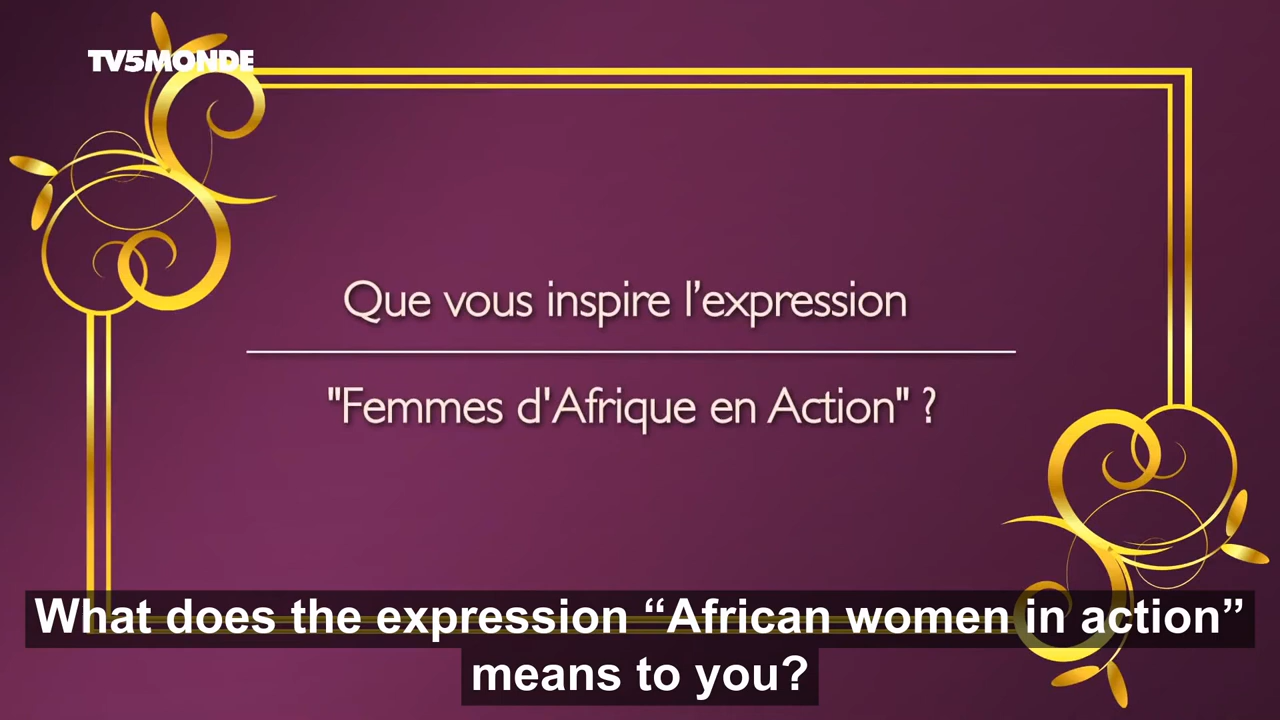 TV5MONDE
Que vous inspire l’expression
"Femmes d'Afrique en Action" ?
What does the expression “African women in action”
means to you?